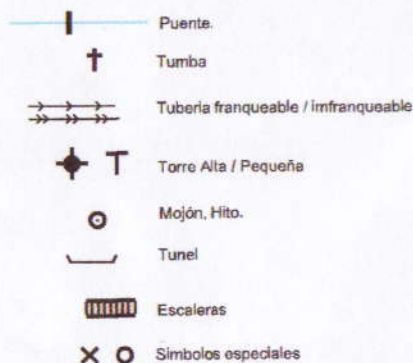 Puente.
Tumba
Tuberia franqueable / imfranqueable
Torre Alta / Pequeña
Mojón, Hito.
Tunel
Escaleras
Simbolos especiales